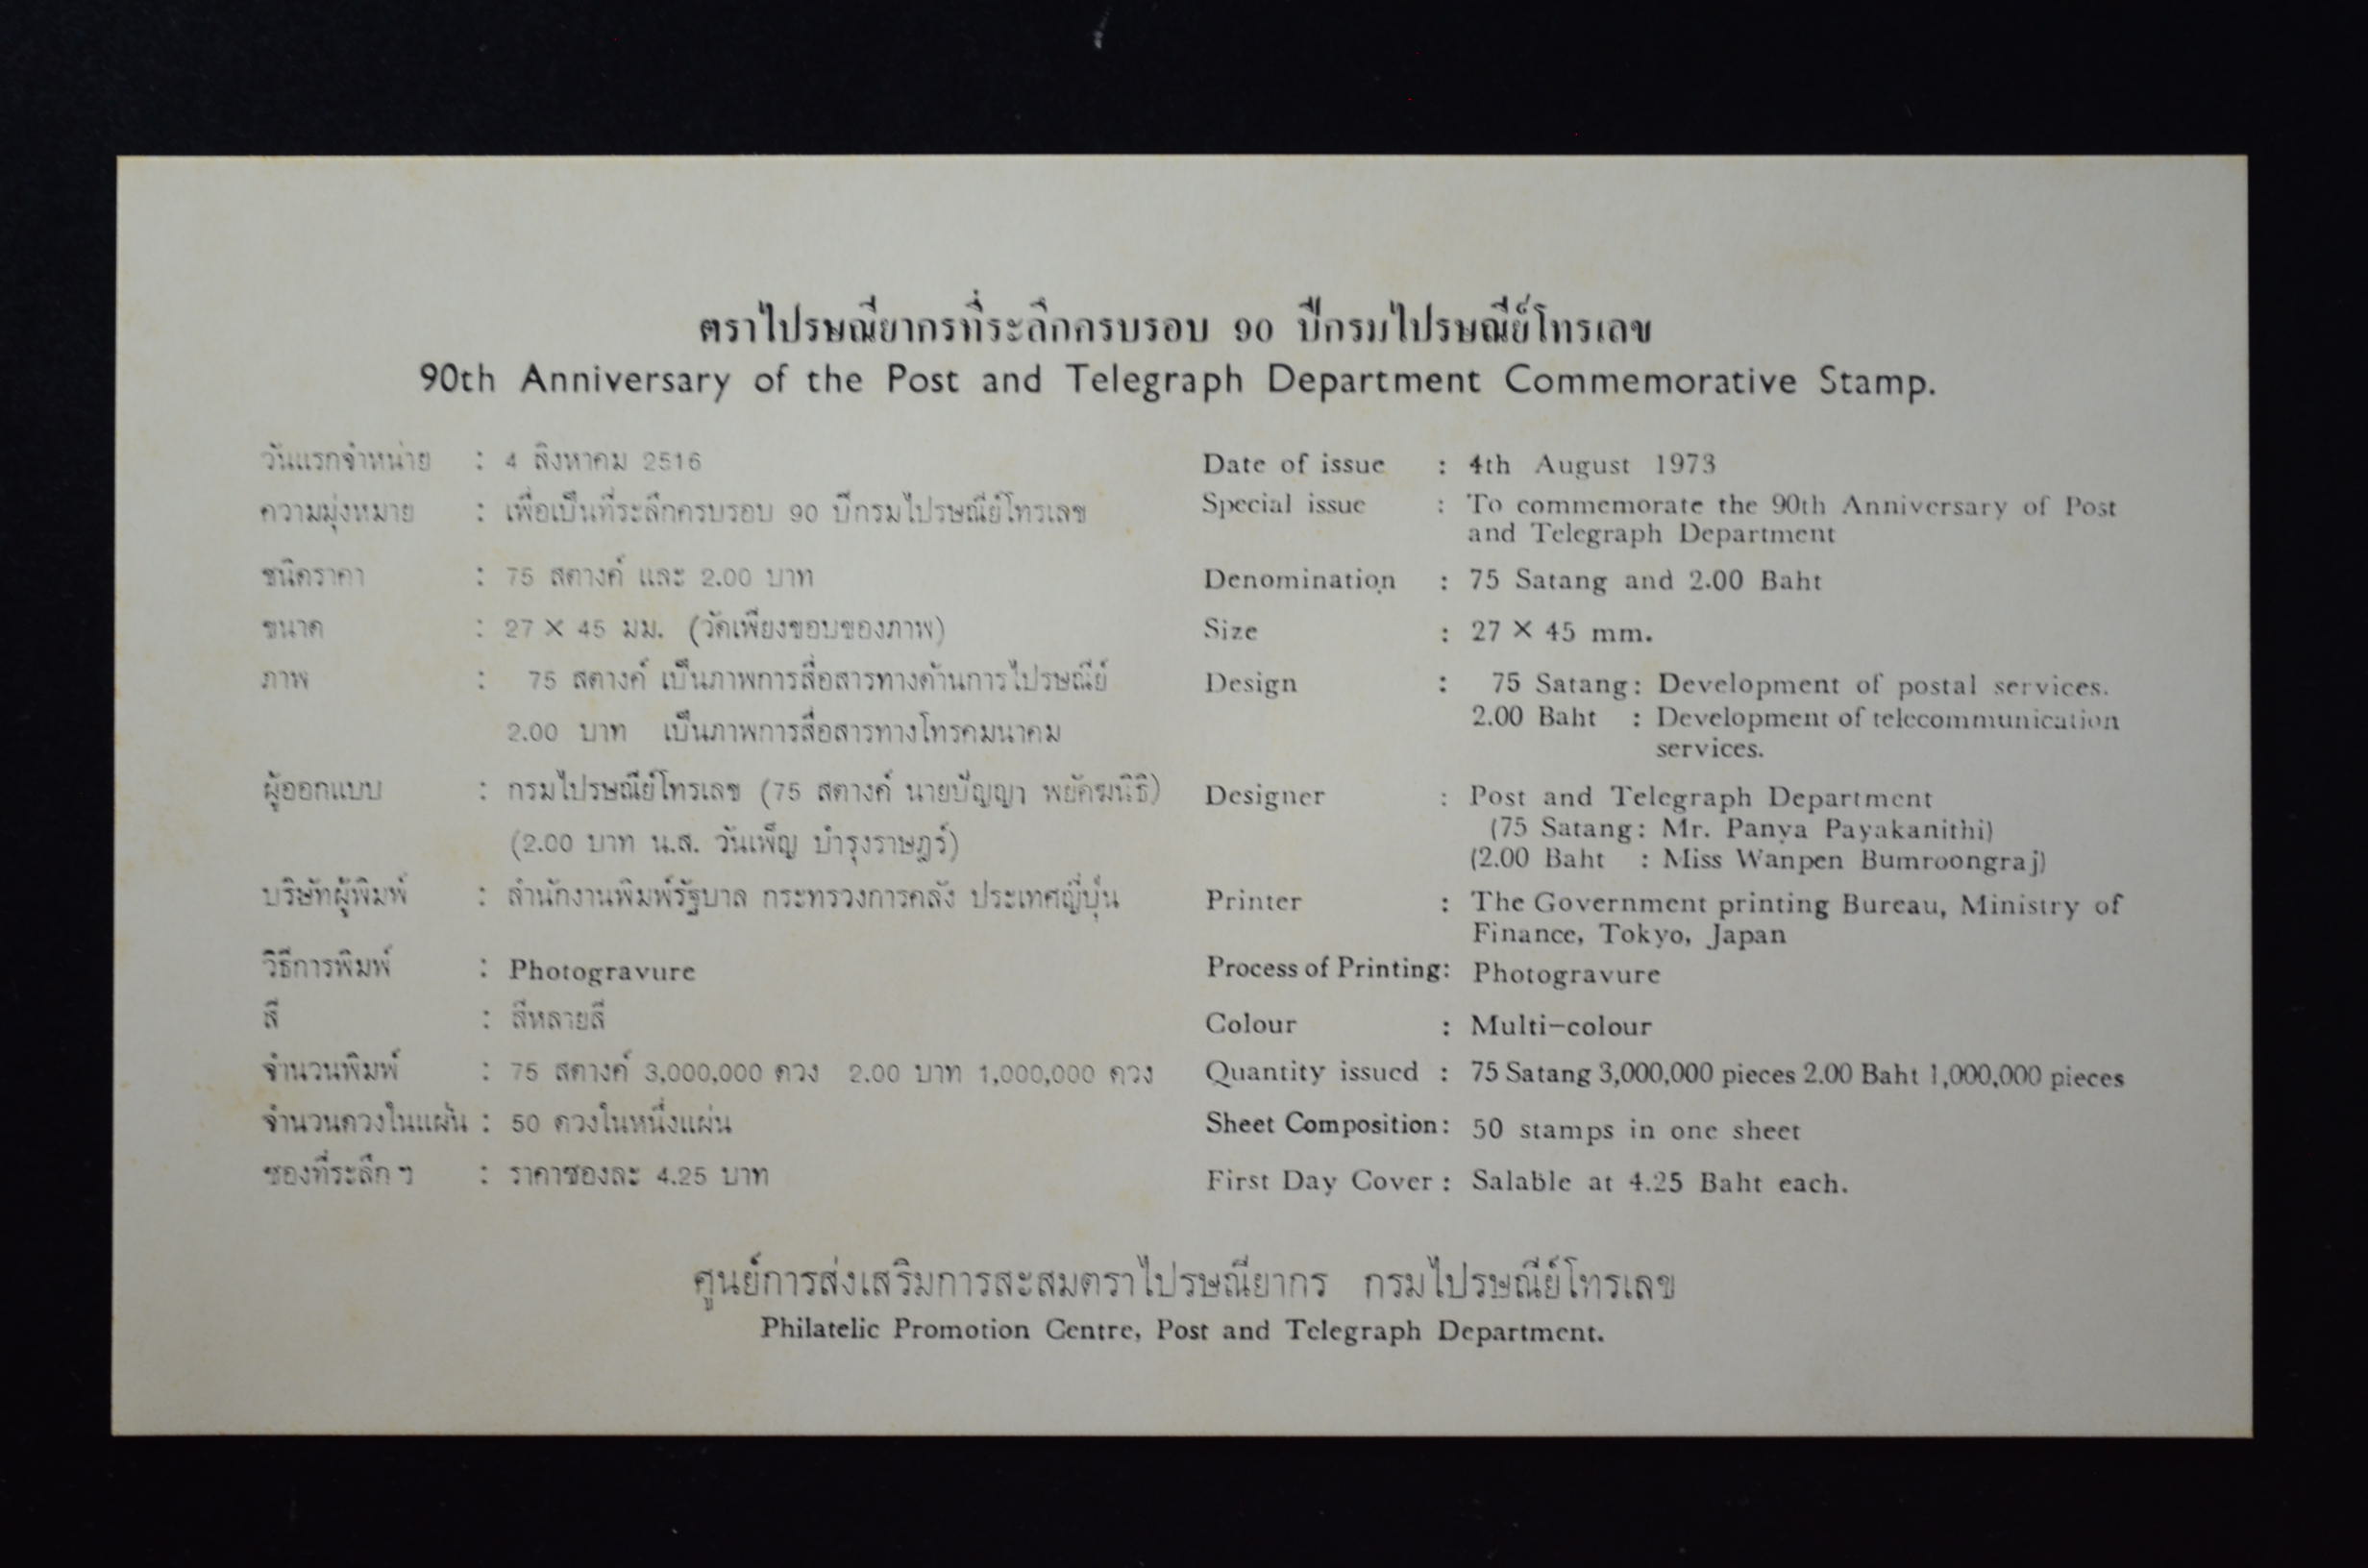 ตราไปรษณียากรที่ระลึกครบรอบ 90 ปีกรมไปรษณีย์โทรเลข
90th Anniversary of the Post and Telegraph Department Commemorative Stamp.
วันแรกจำหน่าย : 4 สิงหาคม 2516
ความมุ่งหมาย : เพื่อเป็นที่ระลึกครบรอบ 90 ปีกรมไปรษณีย์โทรเลข
ชนิดราคา : 75 สตางค์ และ 2.00 บาท
ขนาด : 27 × 45 มม. (วัดเพียงขอบของภาพ)
ภาพ : 75 สตางค์ เป็นภาพการสื่อสารทางด้านการไปรษณีย์
2.00 บาท เป็นภาพการสื่อสารทางโทรคมนาคม
ผู้ออกแบบ : กรมไปรษณีย์โทรเลข (75 สตางค์ นายปัญญา พยัคฆนิธิ)
(2.00 บาท น.ส. วันเพ็ญ บำรุงราษฎร์)
บริษัทผู้พิมพ์ : สำนักงานพิมพ์รัฐบาล กระทรวงการคลัง ประเทศญี่ปุ่น
วิธีการพิมพ์ : Photogravure
สี : สีหลายสี
จำนวนพิมพ์ : 75 สตางค์ 3,000,000 ดวง 2.00 บาท 1,000,000 ดวง
จำนวนดวงในแผ่น : 50 ดวงในหนึ่งแผ่น
ซองที่ระลึกฯ : ราคาซองละ 4.25 บาท
Date of issue : 4th August 1973
Special issue : To commemorate the 90th Anniversary of Post
and Telegraph Department
Denomination : 75 Satang and 2.00 Baht
Size : 27 × 45 mm.
Design : 75 Satang: Development of postal services.
2.00 Baht : Development of telecommunication
services.
Designer : Post and Telegraph Department
(75 Satang: Mr. Panya Payakanithi)
(2.00 Baht : Miss Wanpen Bumroongraj)
Printer : The Government printing Bureau, Ministry of
Finance, Tokyo, Japan
Process of Printing: Photogravure
Colour : Multi-colour
Quantity issued : 75 Satang 3,000,000 pieces 2.00 Baht 1,000,000 pieces
Sheet Composition: 50 stamps in one sheet
First Day Cover : Salable at 4.25 Baht each.
ศูนย์การส่งเสริมการสะสมตราไปรษณียากร กรมไปรษณีย์โทรเลข
Philatelic Promotion Centre, Post and Telegraph Department.